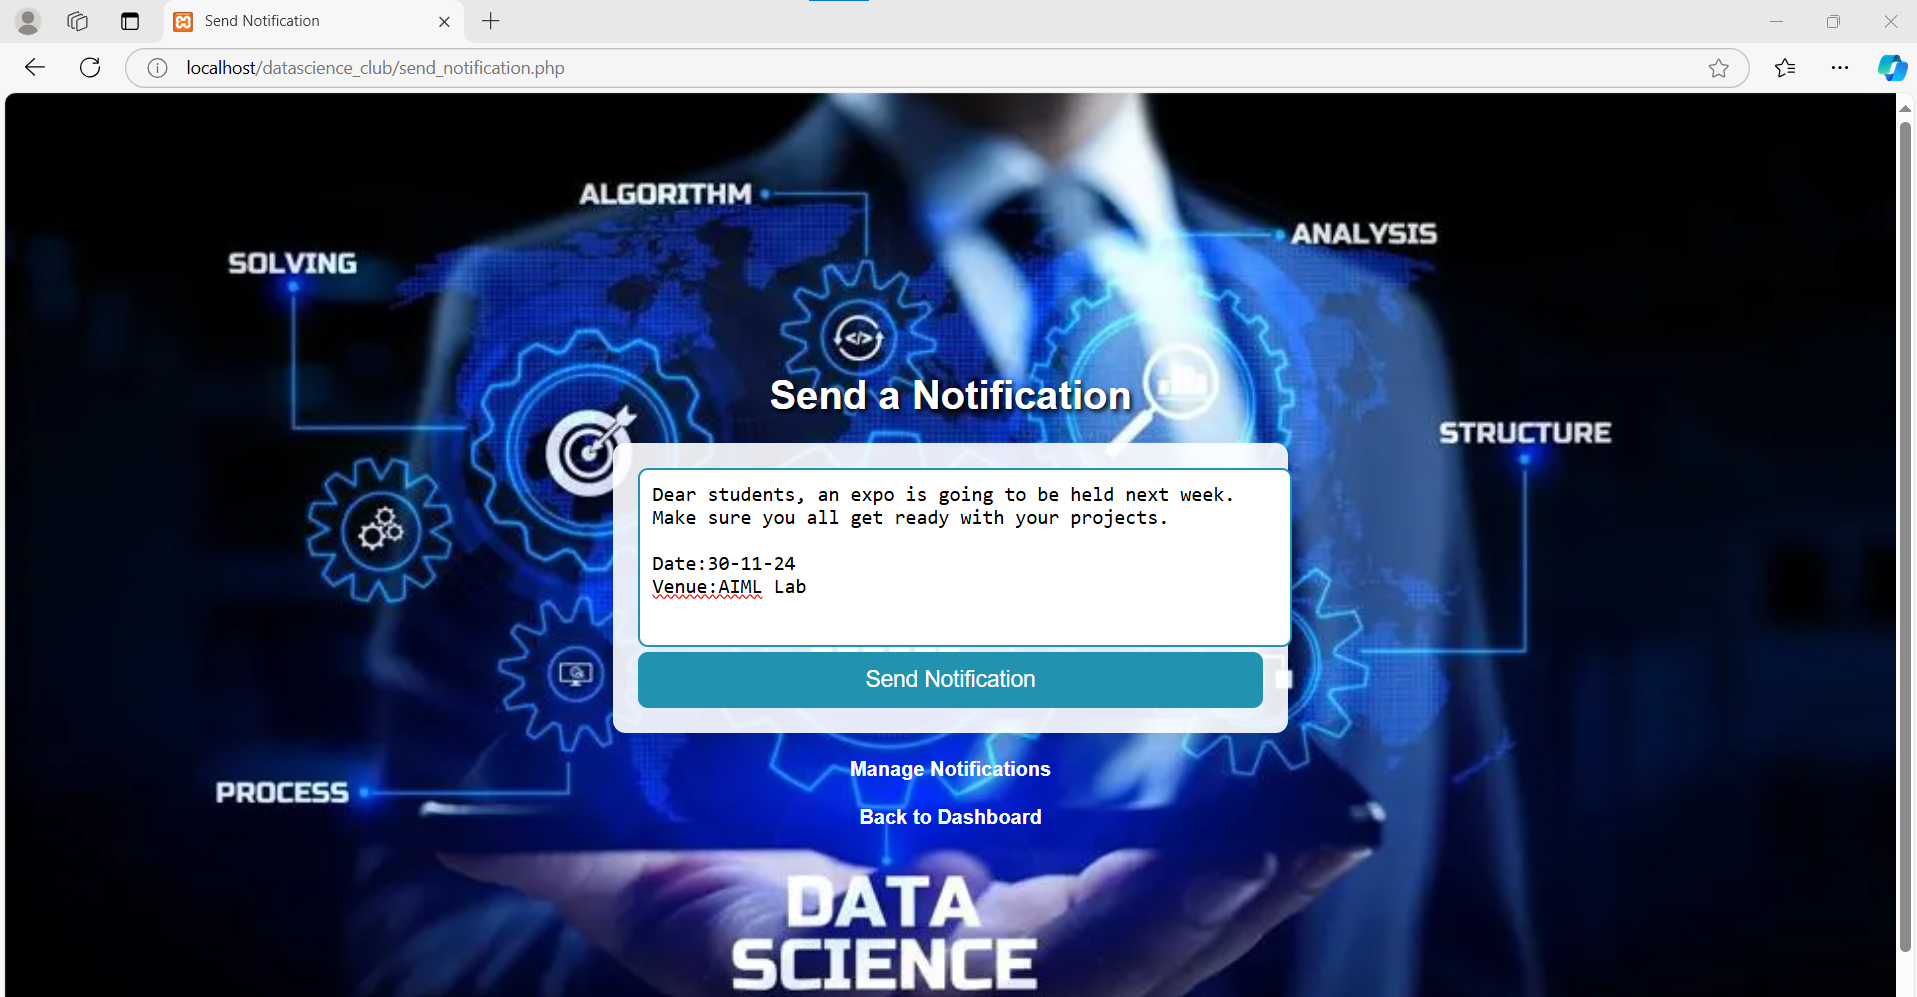 Send Notification
localhost/datascience_club/send_notification.php
ALGORITHM
ANALYSIS
SOLVING
</>
Send a Notification
STRUCTURE
Dear students, an expo is going to be held next week.
Make sure you all get ready with your projects.
Date:30-11-24
Venue:AIML Lab
Send Notification
Manage Notifications
PROCESS
Back to Dashboard
DATA
SCIENCE